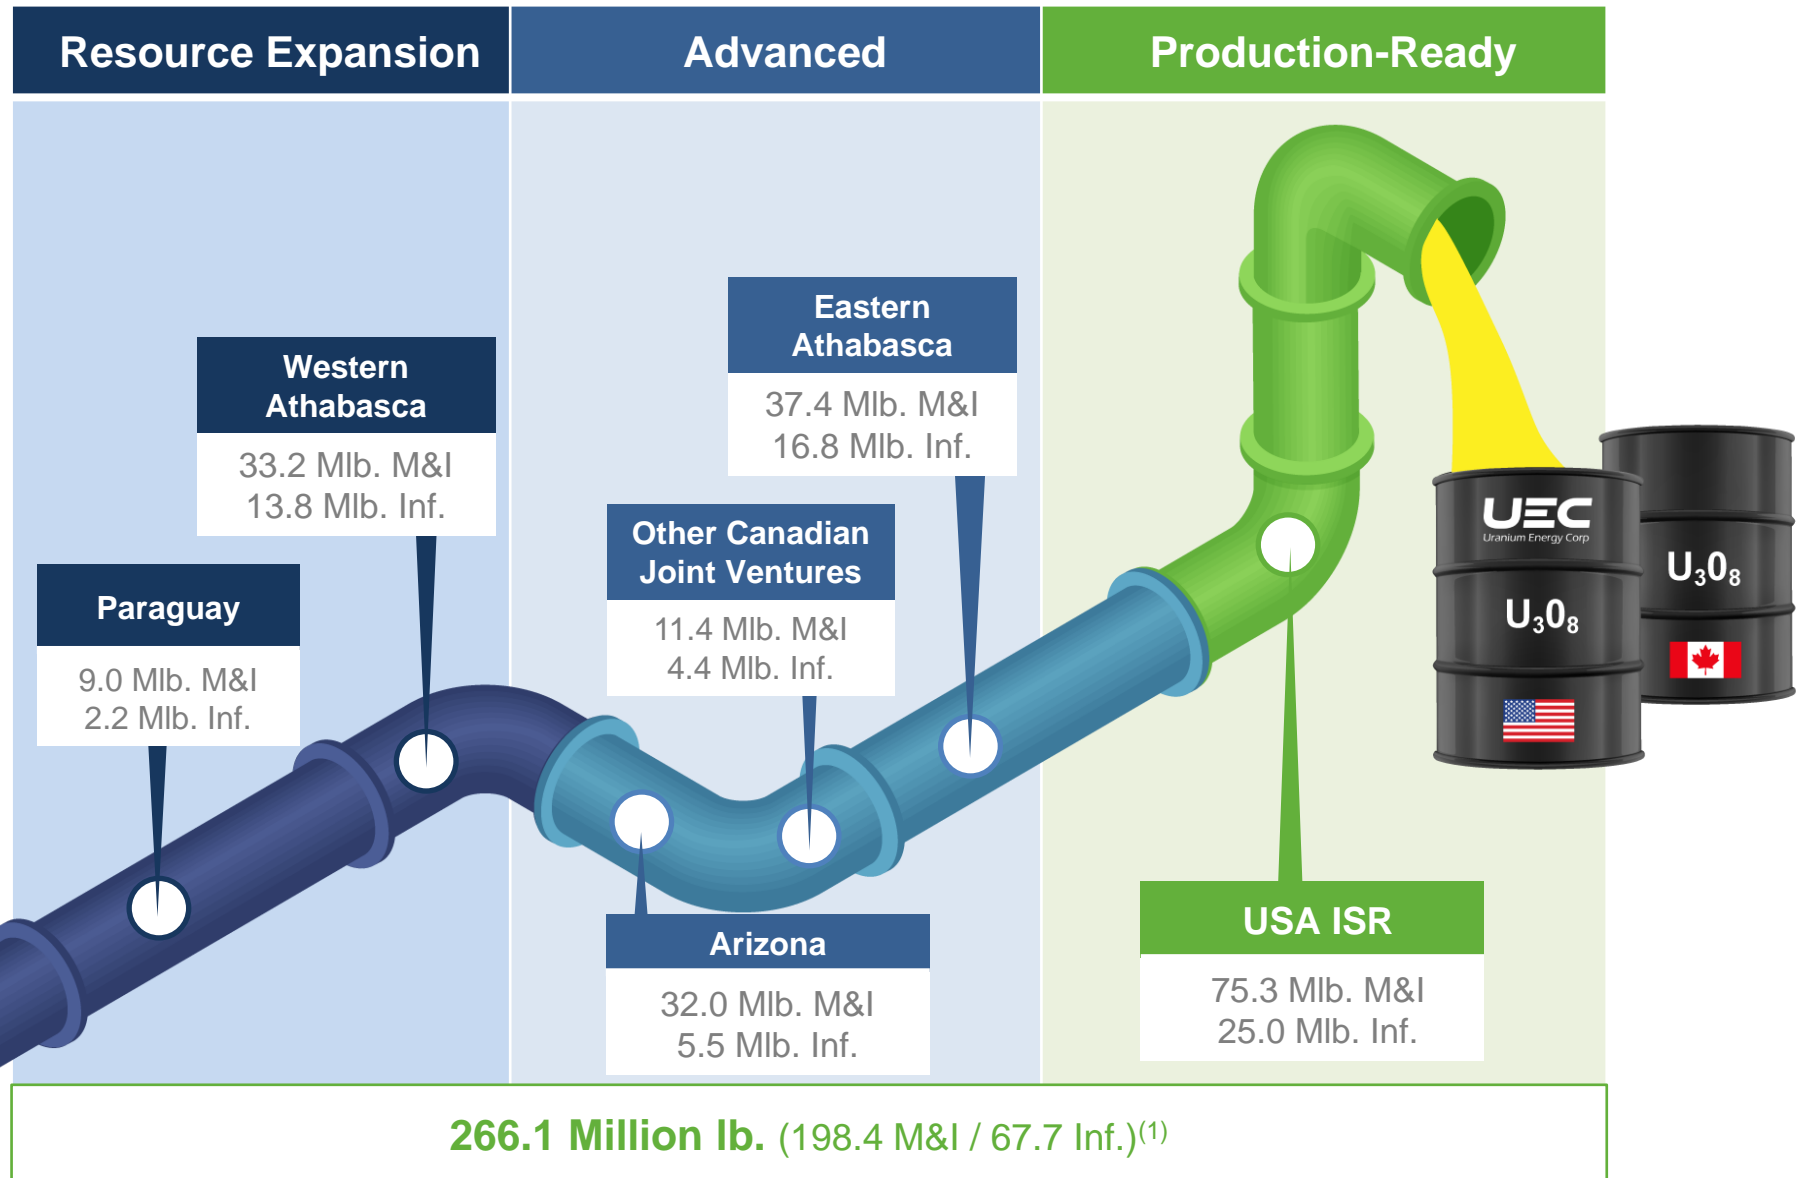 Resource Expansion
Advanced
Production-Ready
Paraguay
9.0 Mlb. M&I
2.2 Mlb. Inf.
Western
Athabasca
33.2 Mlb. M&I
13.8 Mlb. Inf.
Arizona
32.0 Mlb. M&I
5.5 Mlb. Inf.
Other Canadian
Joint Ventures
11.4 Mlb. M&I
4.4 Mlb. Inf.
Eastern
Athabasca
37.4 Mlb. M&I
16.8 Mlb. Inf.
USA ISR
75.3 Mlb. M&I
25.0 Mlb. Inf.
UEC
Uranium Energy Corp
U₃0₈
U₃0₈
266.1 Million lb. (198.4 M&I / 67.7 Inf.)⁽¹⁾